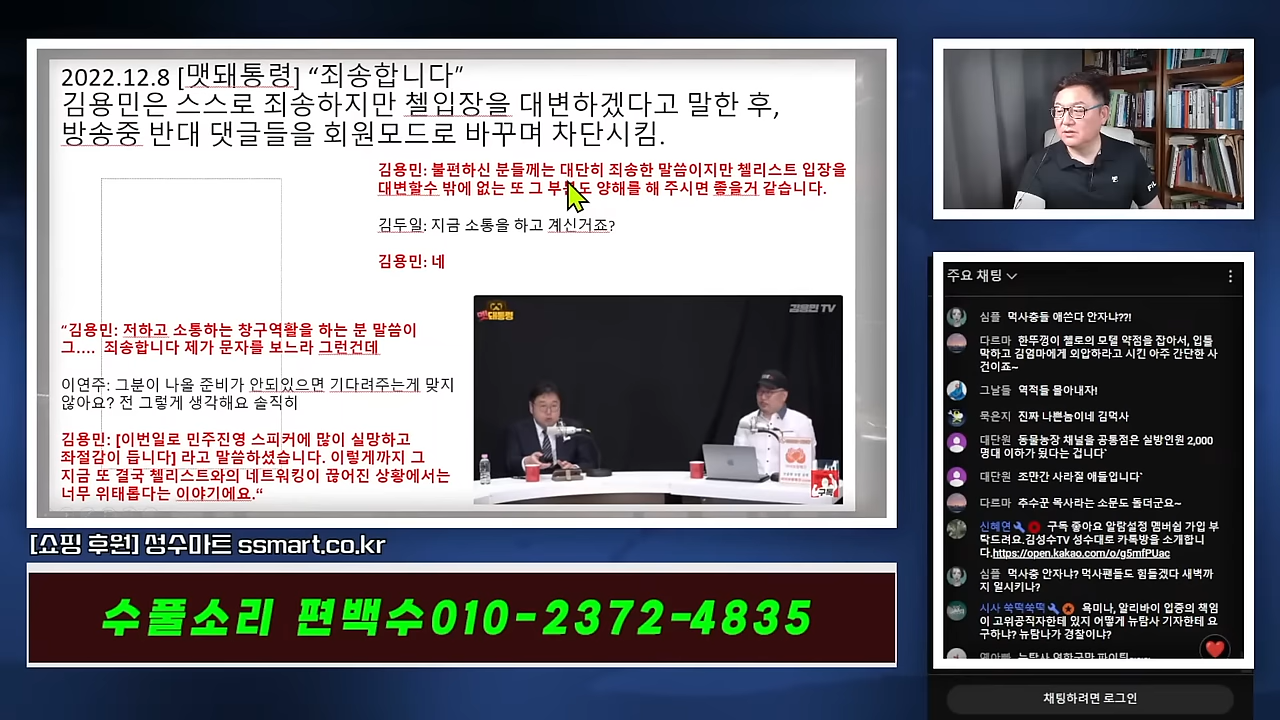 2022.12.8 [맷돼통령] “죄송합니다”
김용민은 스스로 죄송하지만 첼입장을 대변하겠다고 말한 후,
방송중 반대 댓글들을 회원모드로 바꾸며 차단시킴.
김용민: 불편하신 분들께는 대단히 죄송한 말씀이지만 첼리스트 입장을
대변할수 밖에 없는 또 그 도 양해를 해 주시면 좋을거 같습니다.
김두일: 지금 소통을 하고 계신거죠?
김용민: 네
“김용민: 저하고 소통하는 창구역활을 하는 분 말씀이
그.... 죄송합니다 제가 문자를 보느라 그런건데
이연주: 그분이 나올 준비가 안되있으면 기다려주는게 맞지
않아요? 전 그렇게 생각해요 솔직히
김용민: [이번일로 민주진영 스피커에 많이 실망하고
좌절감이 듭니다] 라고 말씀하셨습니다. 이렇게까지 그
지금 또 결국 첼리스트와의 네트워킹이 끊어진 상황에서는
너무 위태롭다는 이야기에요.“
맷돼통령
김용민 TV
구독
[쇼핑 후원] 성수마트 ssmart.co.kr
수풀소리 편백수010-2372-4835
주요 채팅
심플 먹사충들 애쓴다 안자냐??!
다르마 한뚜껑이 첼로의 모텔 약점을 잡아서, 입틀
막하고 김엄마에게 외압하라고 시킨 아주 간단한 사
건이죠~
그날들 역적들 몰아내자!
묵은지 진짜 나쁜놈이네 김먹사
대단원 동물농장 채널을 공통점은 실방인원 2,000
명대 이하가 됬다는 겁니다`
대단원 조만간 사라질 애들입니다`
다르마 추수꾼 목사라는 소문도 돌더군요~
신혜연 구독 좋아요 알람설정 멤버쉽 가입 부
탁드려요.김성수TV 성수대로 카톡방을 소개합니
다.https://open.kakao.com/o/g5mfPUac
심플 먹사충 안자냐? 먹사팬들도 힘들겠다 새벽까
지 일시키나?
시사 쑥떡쑥떡 욕미나, 알리바이 입증의 책임
이 고위공직자한테 있지 어떻게 뉴탐사 기자한테 요
구하냐? 뉴탐나가 경찰이냐?
채팅하려면 로그인